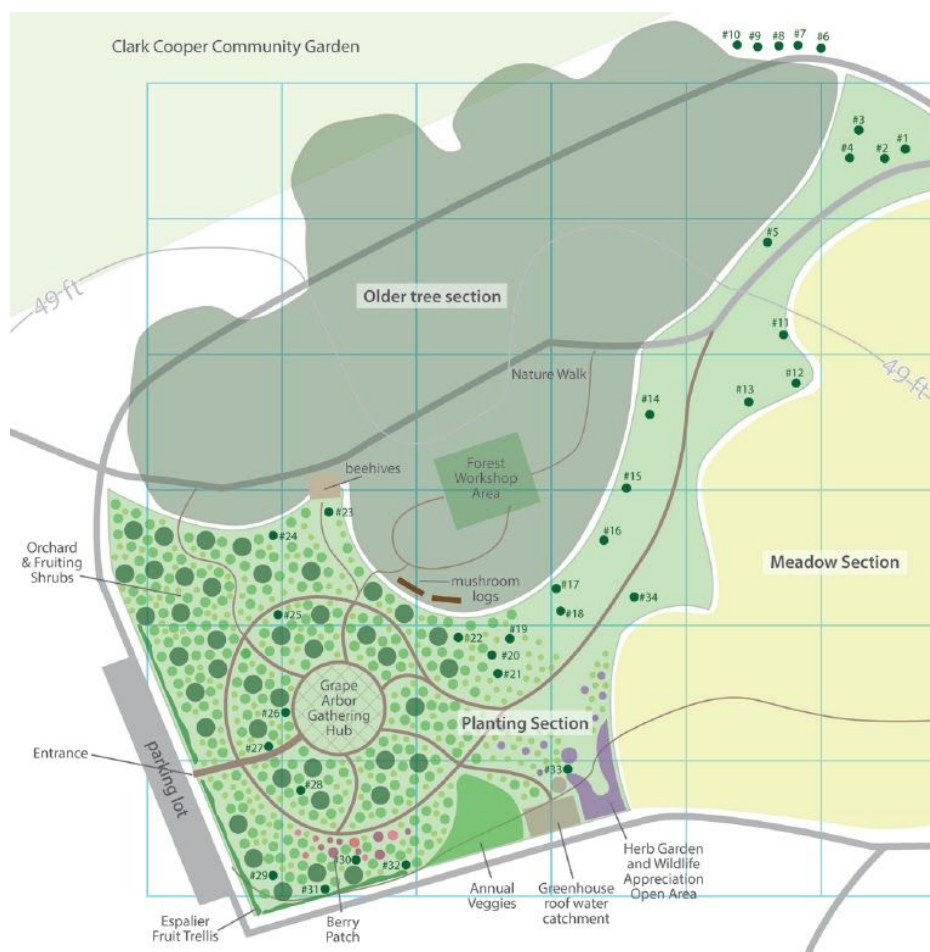 Clark Cooper Community Garden
#10
#9
#8
#7
#6
#3
#1
#4
#2
#5
49 ft
Older tree section
#11
49 ft
Nature Walk
#12
#13
#14
beehives
Forest
Workshop
Area
#15
#23
#24
#16
Orchard
& Fruiting
Shrubs
Meadow Section
mushroom
logs
#17
#34
#18
#25
#22
#19
#20
#21
Grape
Arbor
Gathering
Hub
#26
Planting Section
#27
Entrance
parking lot
#33
#28
#30
#32
#29
#31
Espalier
Fruit Trellis
Berry
Patch
Annual
Veggies
Greenhouse
roof water
catchment
Herb Garden
and Wildlife
Appreciation
Open Area